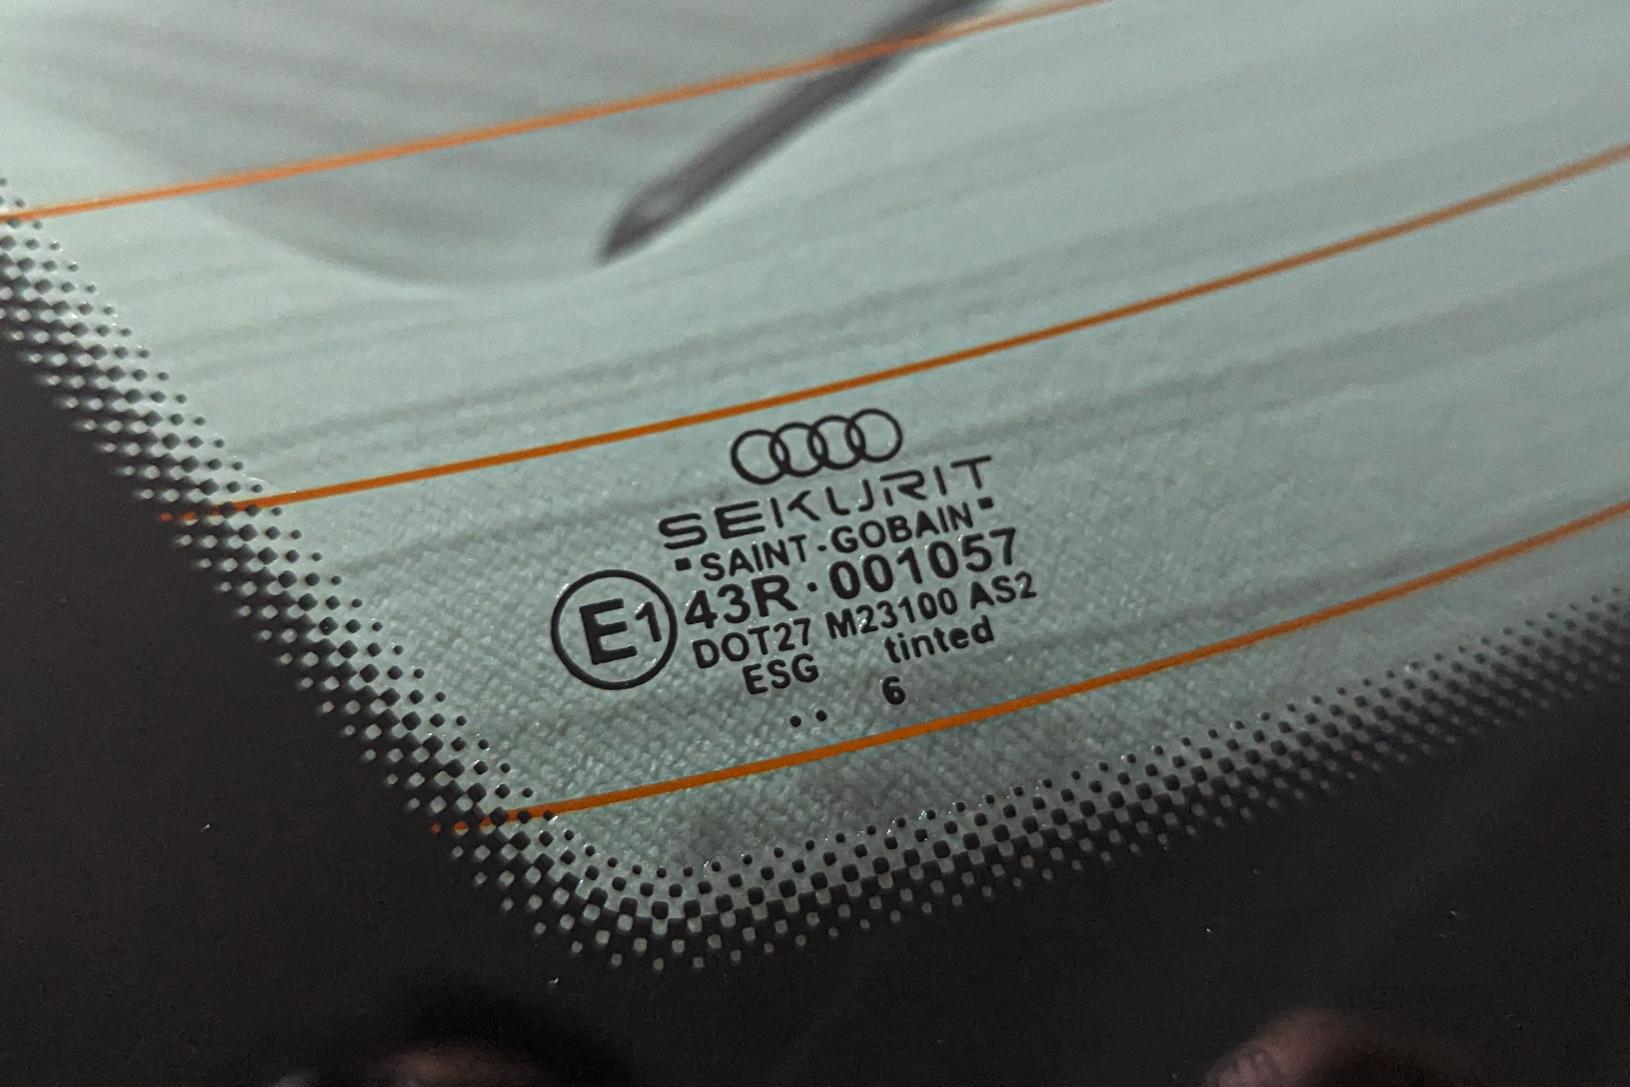 SEKURIT
"SAINT-GOBAIN"
E1 43R·001057
DOT27 M23100 AS2
ESG tinted
.. 6